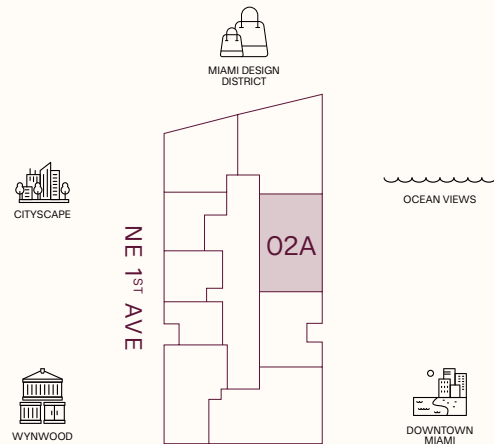 MIAMI DESIGN
DISTRICT
CITYSCAPE
OCEAN VIEWS
02A
NE 1ST AVE
WYNWOOD
DOWNTOWN
MIAMI